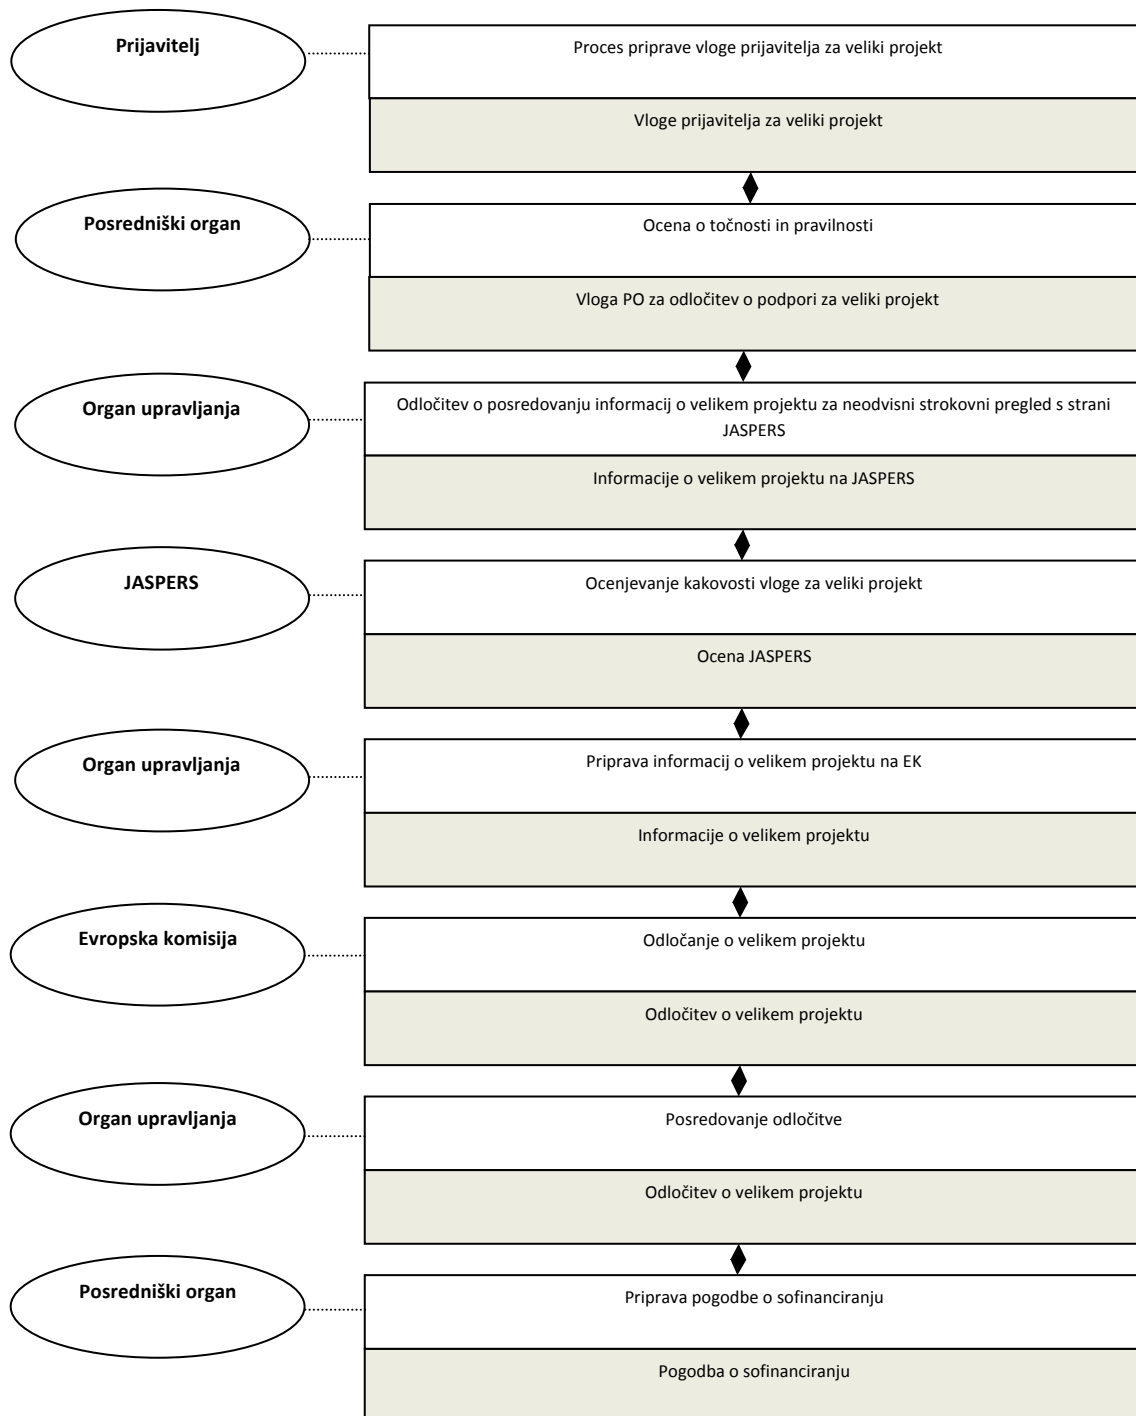 Prijavitelj
Proces priprave vloge prijavitelja za veliki projekt
Vloge prijavitelja za veliki projekt
Posredniški organ
Ocena o točnosti in pravilnosti
Vloga PO za odločitev o podpori za veliki projekt
Organ upravljanja
Odločitev o posredovanju informacij o velikem projektu za neodvisni strokovni pregled s strani
JASPERS
Informacije o velikem projektu na JASPERS
JASPERS
Ocenjevanje kakovosti vloge za veliki projekt
Ocena JASPERS
Organ upravljanja
Priprava informacij o velikem projektu na EK
Informacije o velikem projektu
Evropska komisija
Odločanje o velikem projektu
Odločitev o velikem projektu
Organ upravljanja
Posredovanje odločitve
Odločitev o velikem projektu
Posredniški organ
Priprava pogodbe o sofinanciranju
Pogodba o sofinanciranju